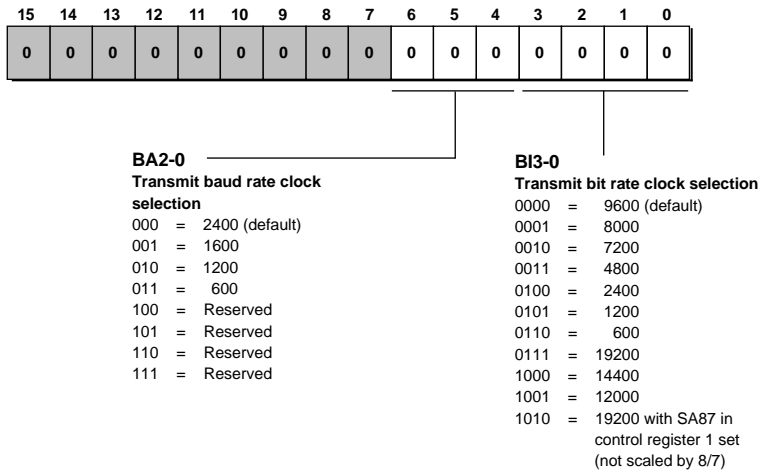 15 14 13 12 11 10 9 8 7 6 5 4 3 2 1 0
0 0 0 0 0 0 0 0 0 0 0 0 0 0 0 0
BA2-0
Transmit baud rate clock
selection
000 = 2400 (default)
001 = 1600
010 = 1200
011 = 600
100 = Reserved
101 = Reserved
110 = Reserved
111 = Reserved
BI3-0
Transmit bit rate clock selection
0000 = 9600 (default)
0001 = 8000
0010 = 7200
0011 = 4800
0100 = 2400
0101 = 1200
0110 = 600
0111 = 19200
1000 = 14400
1001 = 12000
1010 = 19200 with SA87 in
control register 1 set
(not scaled by 8/7)